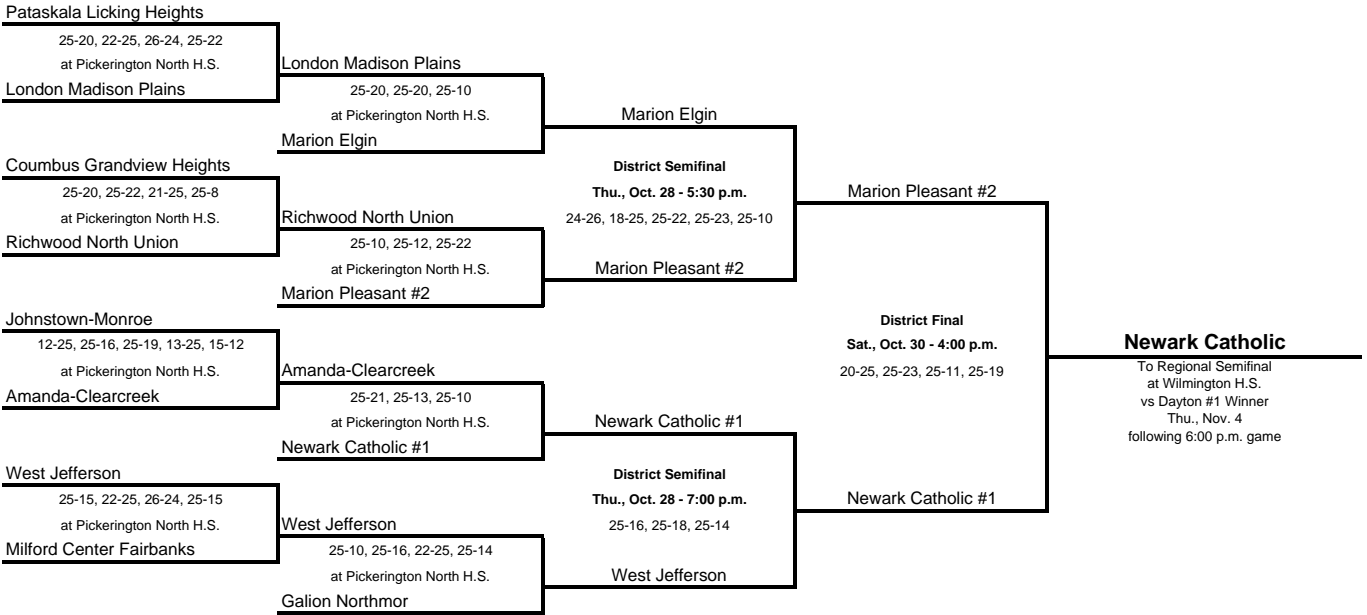 Pataskala Licking Heights
25-20, 22-25, 26-24, 25-22
at Pickerington North H.S.
London Madison Plains
London Madison Plains
25-20, 25-20, 25-10
at Pickerington North H.S.
Marion Elgin
Marion Elgin
Coumbus Grandview Heights
25-20, 25-22, 21-25, 25-8
at Pickerington North H.S.
Richwood North Union
Richwood North Union
25-10, 25-12, 25-22
at Pickerington North H.S.
Marion Pleasant #2
District Semifinal
Thu., Oct. 28 - 5:30 p.m.
24-26, 18-25, 25-22, 25-23, 25-10
Marion Pleasant #2
Marion Pleasant #2
Johnstown-Monroe
12-25, 25-16, 25-19, 13-25, 15-12
at Pickerington North H.S.
Amanda-Clearcreek
Amanda-Clearcreek
25-21, 25-13, 25-10
at Pickerington North H.S.
Newark Catholic #1
Newark Catholic #1
District Final
Sat., Oct. 30 - 4:00 p.m.
20-25, 25-23, 25-11, 25-19
Newark Catholic
To Regional Semifinal
at Wilmington H.S.
vs Dayton #1 Winner
Thu., Nov. 4
following 6:00 p.m. game
West Jefferson
25-15, 22-25, 26-24, 25-15
at Pickerington North H.S.
Milford Center Fairbanks
West Jefferson
25-10, 25-16, 22-25, 25-14
at Pickerington North H.S.
Galion Northmor
District Semifinal
Thu., Oct. 28 - 7:00 p.m.
25-16, 25-18, 25-14
West Jefferson
Newark Catholic #1